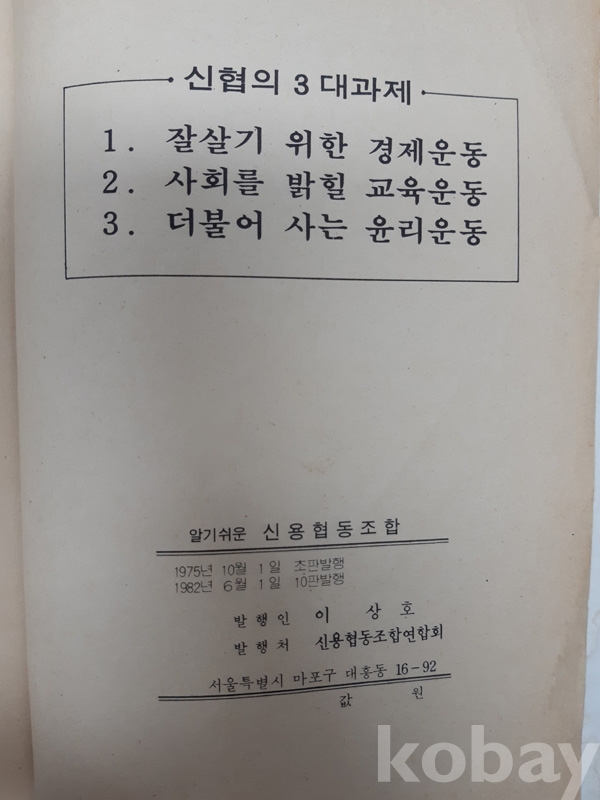 신협의 3 대과제
1. 잘살기 위한 경제운동
2. 사회를 밝힐 교육운동
3. 더불어 사는 윤리운동
알기쉬운 신용협동조합
1975년 10월 1일 초판발행
1982년 6월 1일 10판발행
발행인 이 상 호
발행처 신용협동조합연합회
서울특별시 마포구 대흥동 16-92
값 원
kobay